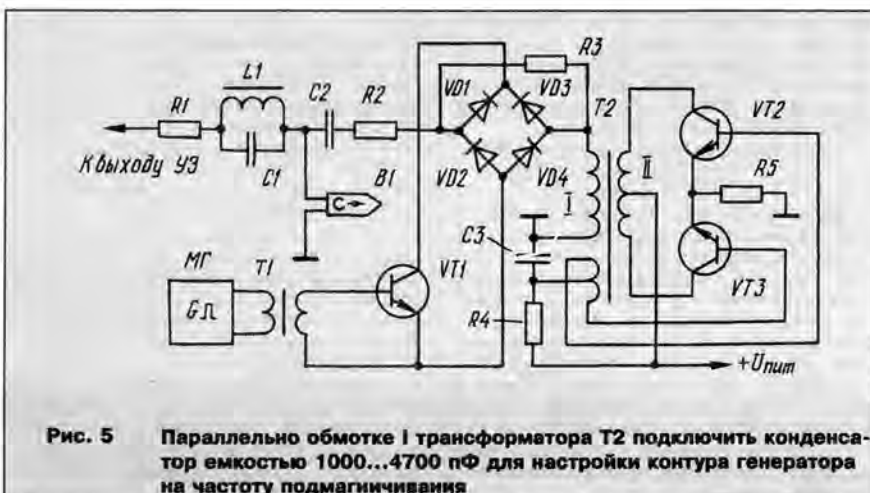 R3
L1
C2
R2
VD1
VD3
T2
R1
VT2
К выходу УЗ
C1
B1
VD2
VD4
I
II
R5
C3
МГ
T1
VT1
VT3
G
R4
+Uпит
Рис. 5 Параллельно обмотке I трансформатора Т2 подключить конденса-
тор емкостью 1000...4700 пФ для настройки контура генератора
на частоту подмагничивания